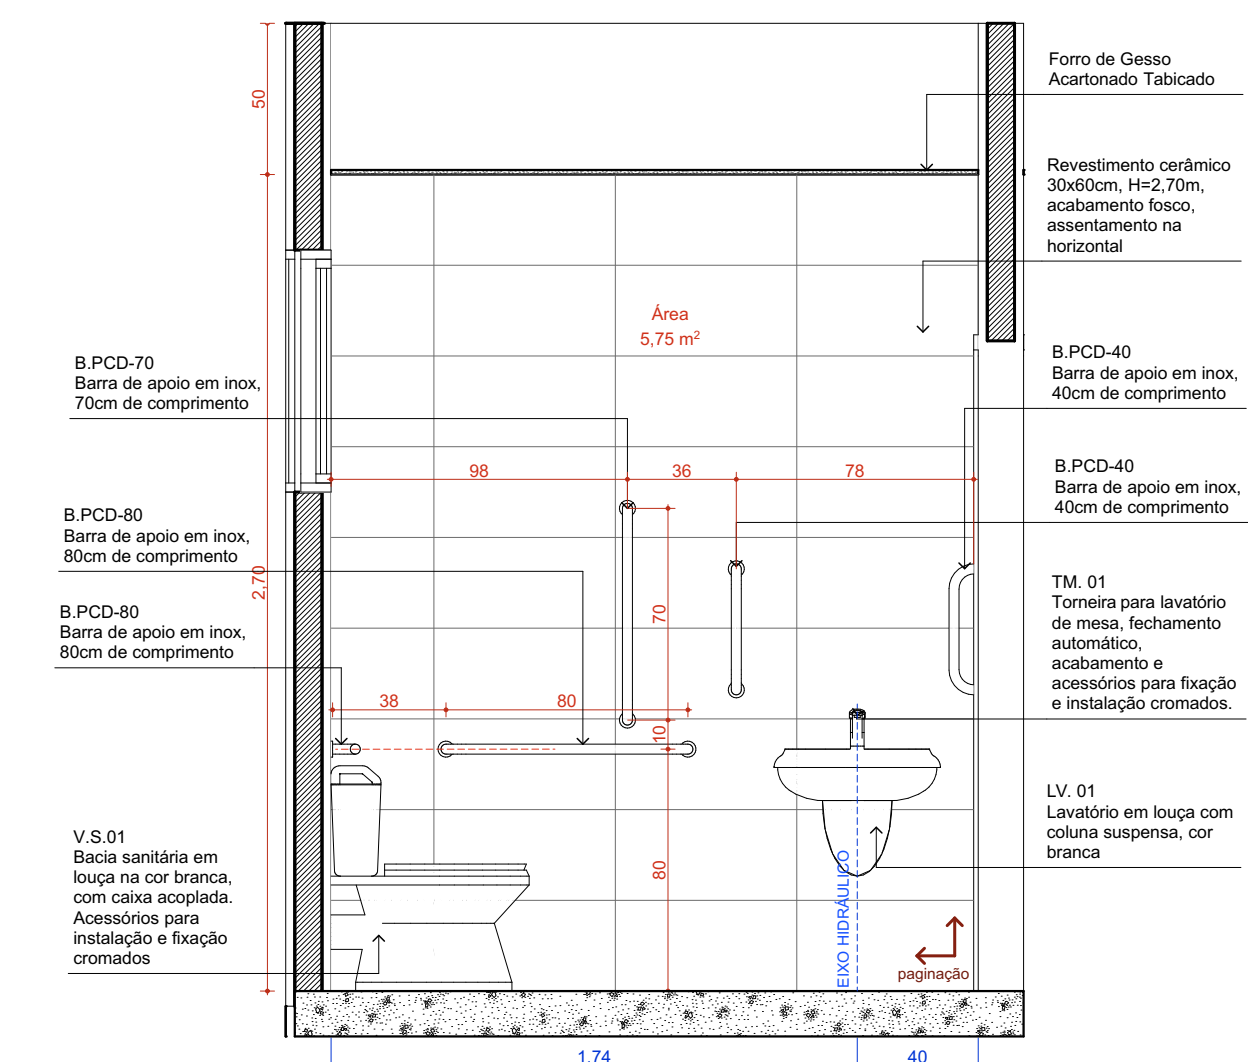 50
Forro de Gesso
Acartonado Tabicado
Revestimento cerâmico
30x60cm, H=2,70m,
acabamento fosco,
assentamento na
horizontal
Área
5,75 m²
B.PCD-70
Barra de apoio em inox,
70cm de comprimento
B.PCD-40
Barra de apoio em inox,
40cm de comprimento
98
36
78
B.PCD-40
Barra de apoio em inox,
40cm de comprimento
B.PCD-80
Barra de apoio em inox,
80cm de comprimento
2,70
B.PCD-80
Barra de apoio em inox,
80cm de comprimento
70
TM. 01
Torneira para lavatório
de mesa, fechamento
automático,
acabamento e
acessórios para fixação
e instalação cromados.
38
80
10
LV. 01
Lavatório em louça com
coluna suspensa, cor
branca
V.S.01
Bacia sanitária em
louça na cor branca,
com caixa acoplada.
Acessórios para
instalação e fixação
cromados
80
EIXO HIDRÁULICO
paginação
1,74
40